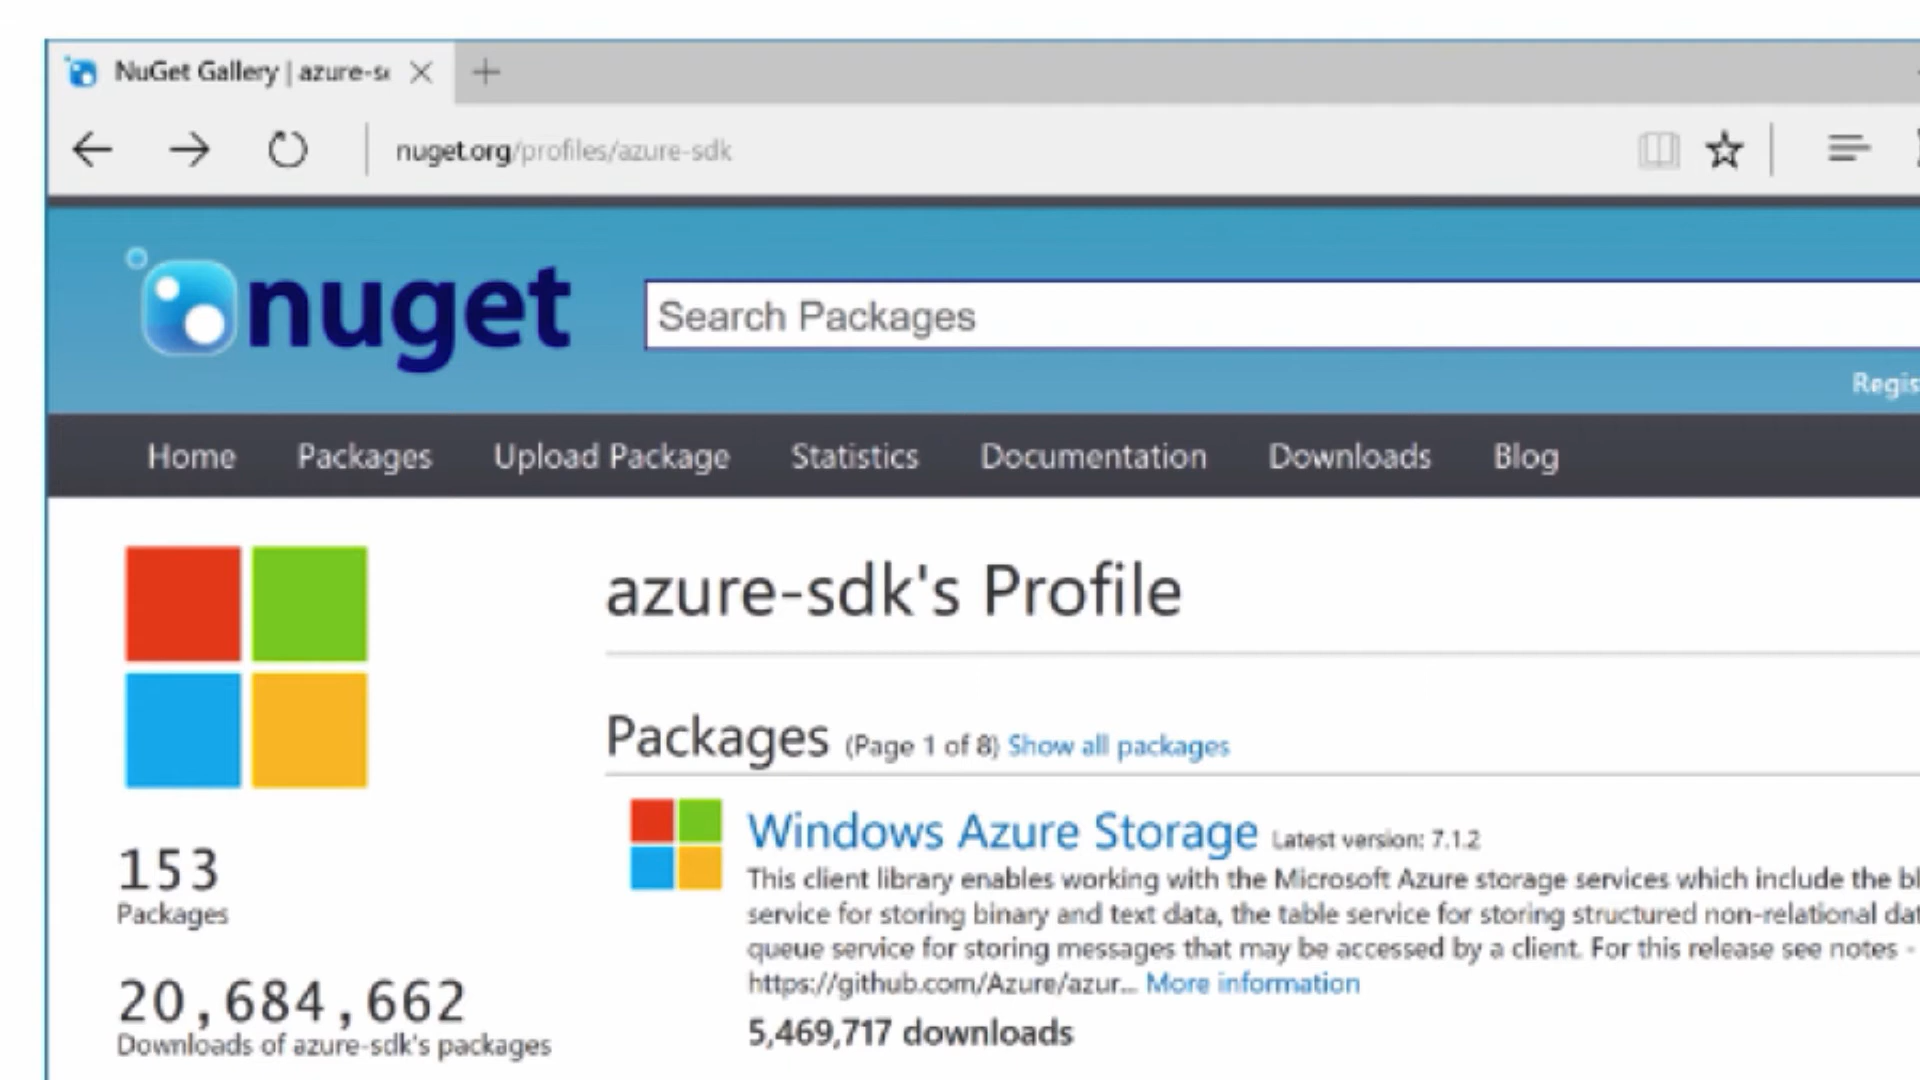 NuGet Gallery | azure-s
nuget.org/profiles/azure-sdk
nuget
Search Packages
Regis
Home Packages Upload Package Statistics Documentation Downloads Blog
azure-sdk's Profile
Packages (Page 1 of 8) Show all packages
Windows Azure Storage Latest version: 7.1.2
This client library enables working with the Microsoft Azure storage services which include the bl
service for storing binary and text data, the table service for storing structured non-relational dat
queue service for storing messages that may be accessed by a client. For this release see notes -
https://github.com/Azure/azur... More information
5,469,717 downloads
153
Packages
20,684,662
Downloads of azure-sdk's packages